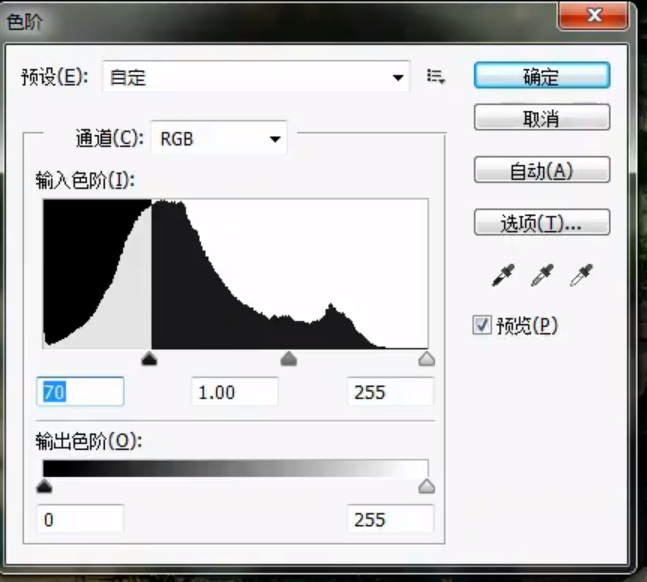 色阶
预设(E): 自定
确定
取消
自动(A)
选项(T)...
预览(P)
通道(C): RGB
输入色阶(I):
70 1.00 255
输出色阶(O):
0 255